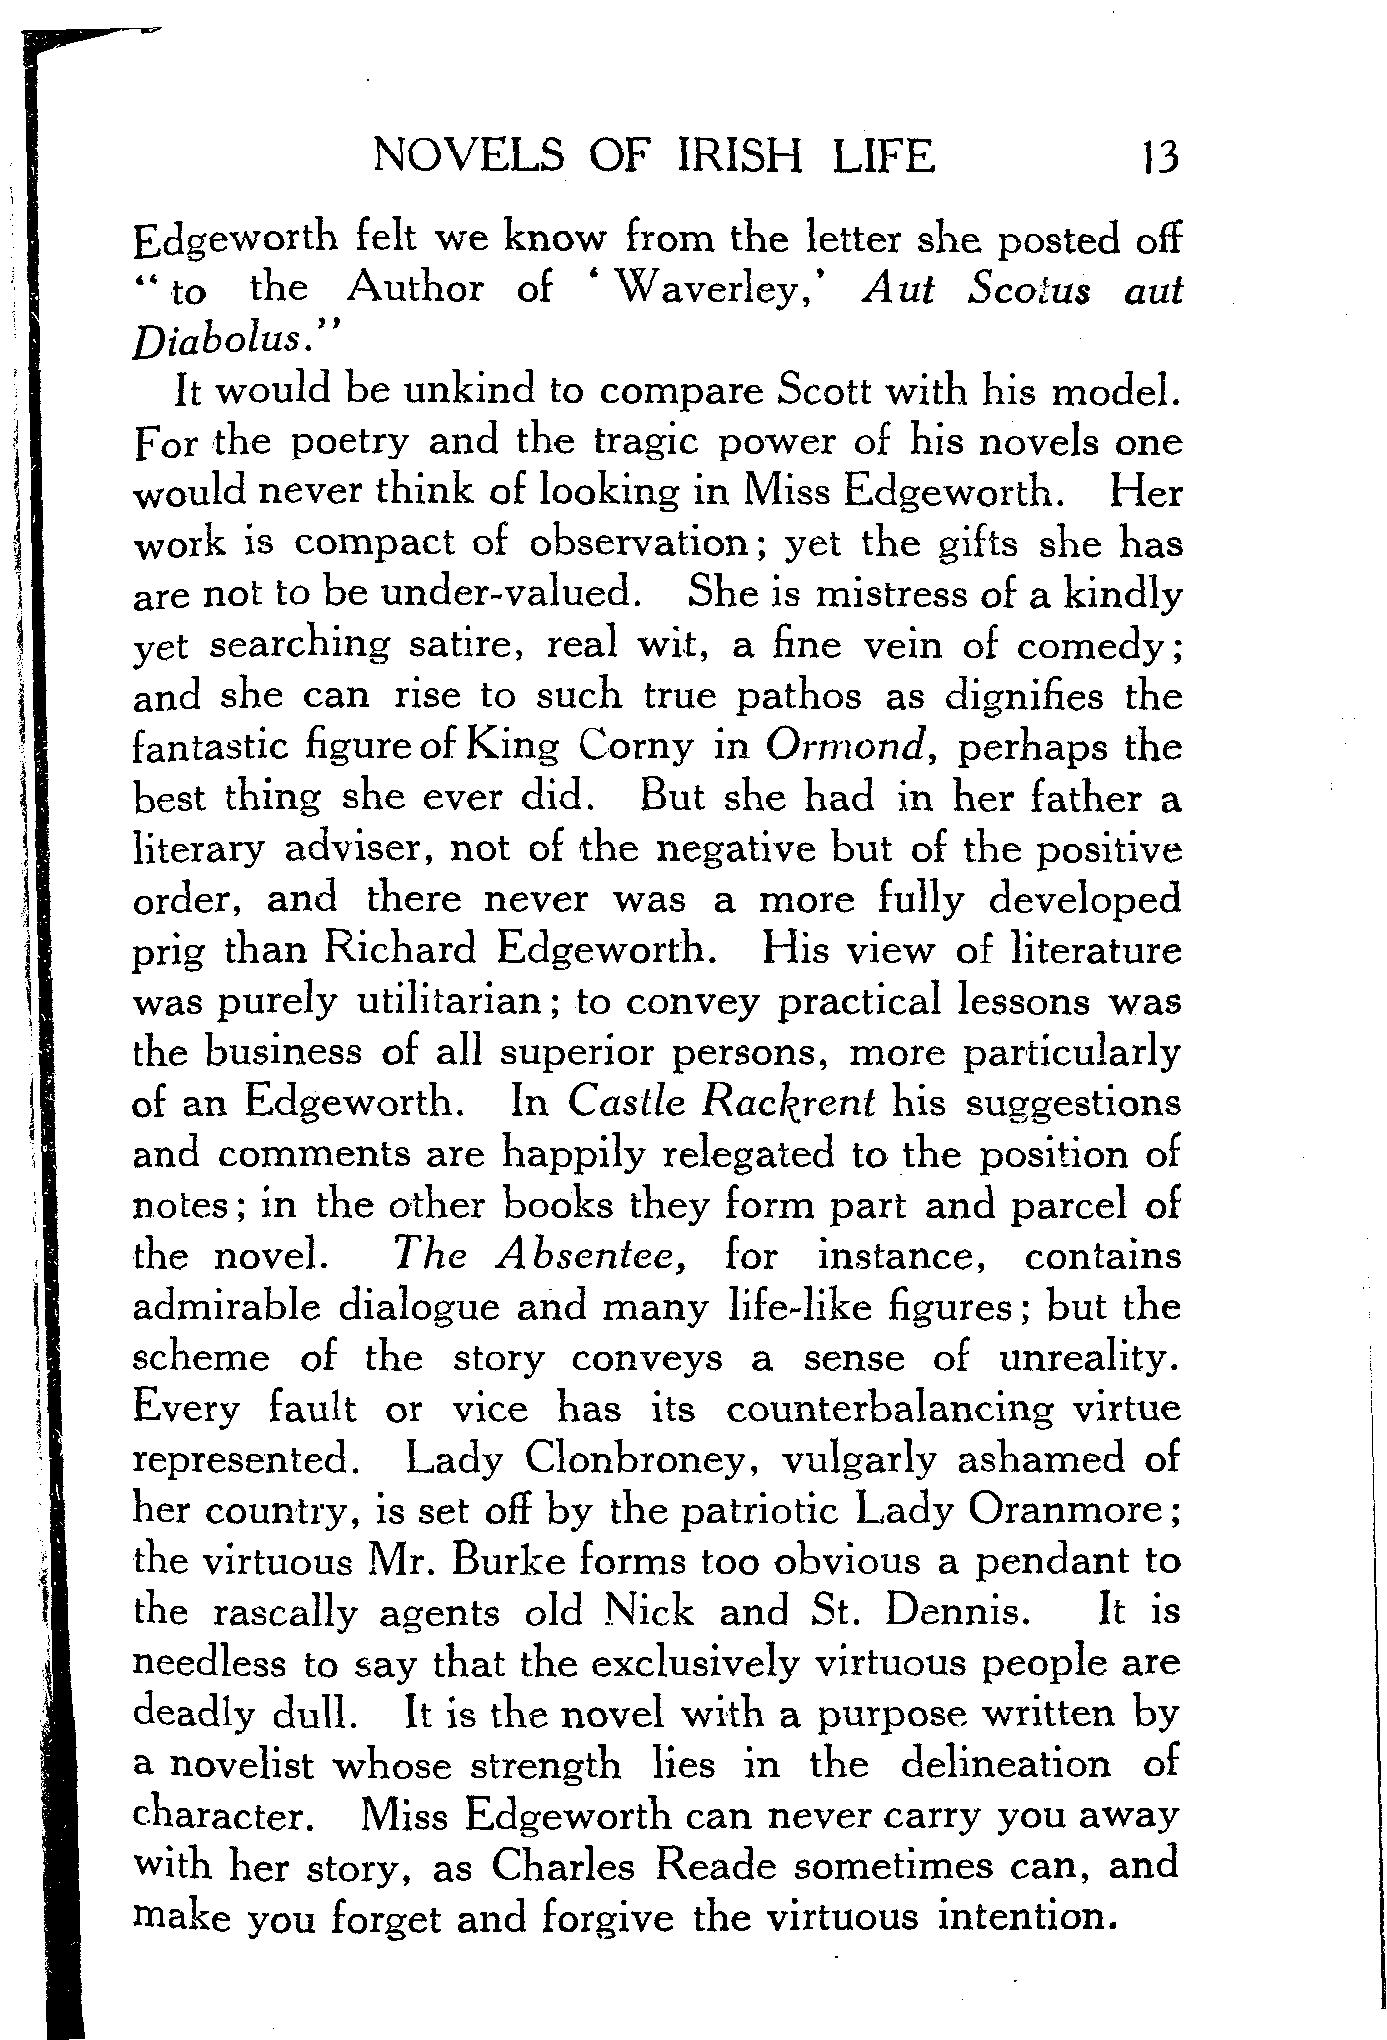 NOVELS OF IRISH LIFE 13
Edgeworth felt we know from the letter she posted off
“ to the Author of ‘ Waverley,’ Aut Scotus aut
Diabolus.”
It would be unkind to compare Scott with his model.
For the poetry and the tragic power of his novels one
would never think of looking in Miss Edgeworth. Her
work is compact of observation; yet the gifts she has
are not to be under-valued. She is mistress of a kindly
yet searching satire, real wit, a fine vein of comedy;
and she can rise to such true pathos as dignifies the
fantastic figure of King Corny in Ormond, perhaps the
best thing she ever did. But she had in her father a
literary adviser, not of the negative but of the positive
order, and there never was a more fully developed
prig than Richard Edgeworth. His view of literature
was purely utilitarian; to convey practical lessons was
the business of all superior persons, more particularly
of an Edgeworth. In Castle Rackrent his suggestions
and comments are happily relegated to the position of
notes; in the other books they form part and parcel of
the novel. The Absentee, for instance, contains
admirable dialogue and many life-like figures; but the
scheme of the story conveys a sense of unreality.
Every fault or vice has its counterbalancing virtue
represented. Lady Clonbroney, vulgarly ashamed of
her country, is set off by the patriotic Lady Oranmore;
the virtuous Mr. Burke forms too obvious a pendant to
the rascally agents old Nick and St. Dennis. It is
needless to say that the exclusively virtuous people are
deadly dull. It is the novel with a purpose written by
a novelist whose strength lies in the delineation of
character. Miss Edgeworth can never carry you away
with her story, as Charles Reade sometimes can, and
make you forget and forgive the virtuous intention.